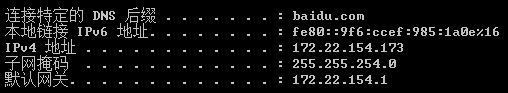 连接特定的 DNS 后缀 . . . . . . . : baidu.com
本地链接 IPv6 地址. . . . . . . . : fe80::9f6:ccef:985:1a0e%16
IPv4 地址 . . . . . . . . . . . . : 172.22.154.173
子网掩码  . . . . . . . . . . . . : 255.255.254.0
默认网关. . . . . . . . . . . . . : 172.22.154.1